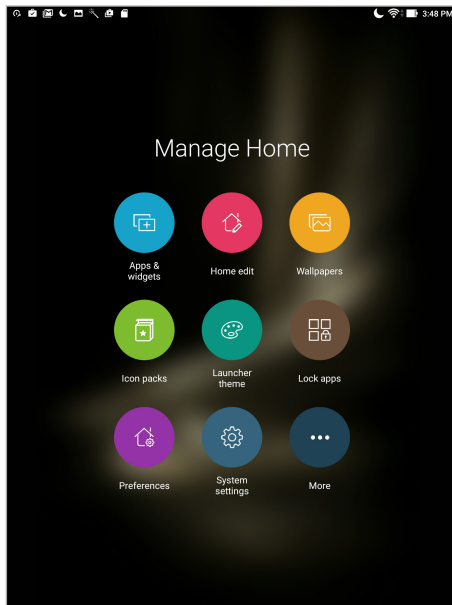 3:48 PM
Manage Home
Apps &
widgets
Home edit
Wallpapers
Icon packs
Launcher
theme
Lock apps
Preferences
System
settings
More